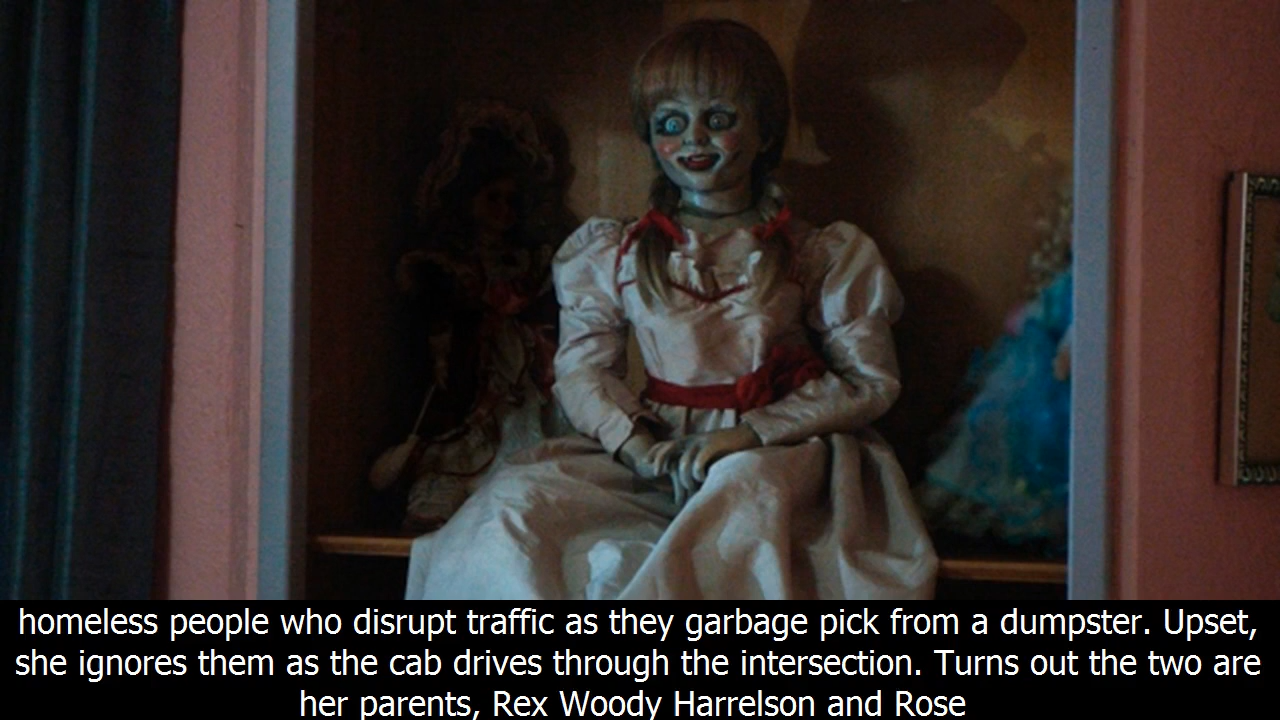 homeless people who disrupt traffic as they garbage pick from a dumpster. Upset,
she ignores them as the cab drives through the intersection. Turns out the two are
her parents, Rex Woody Harrelson and Rose